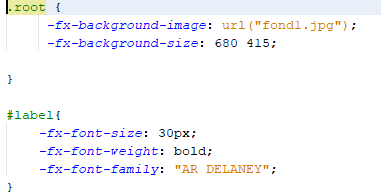 .root {
-fx-background-image: url("fond1.jpg");
-fx-background-size: 680 415;
}
#label{
-fx-font-size: 30px;
-fx-font-weight: bold;
-fx-font-family: "AR DELANEY";
}